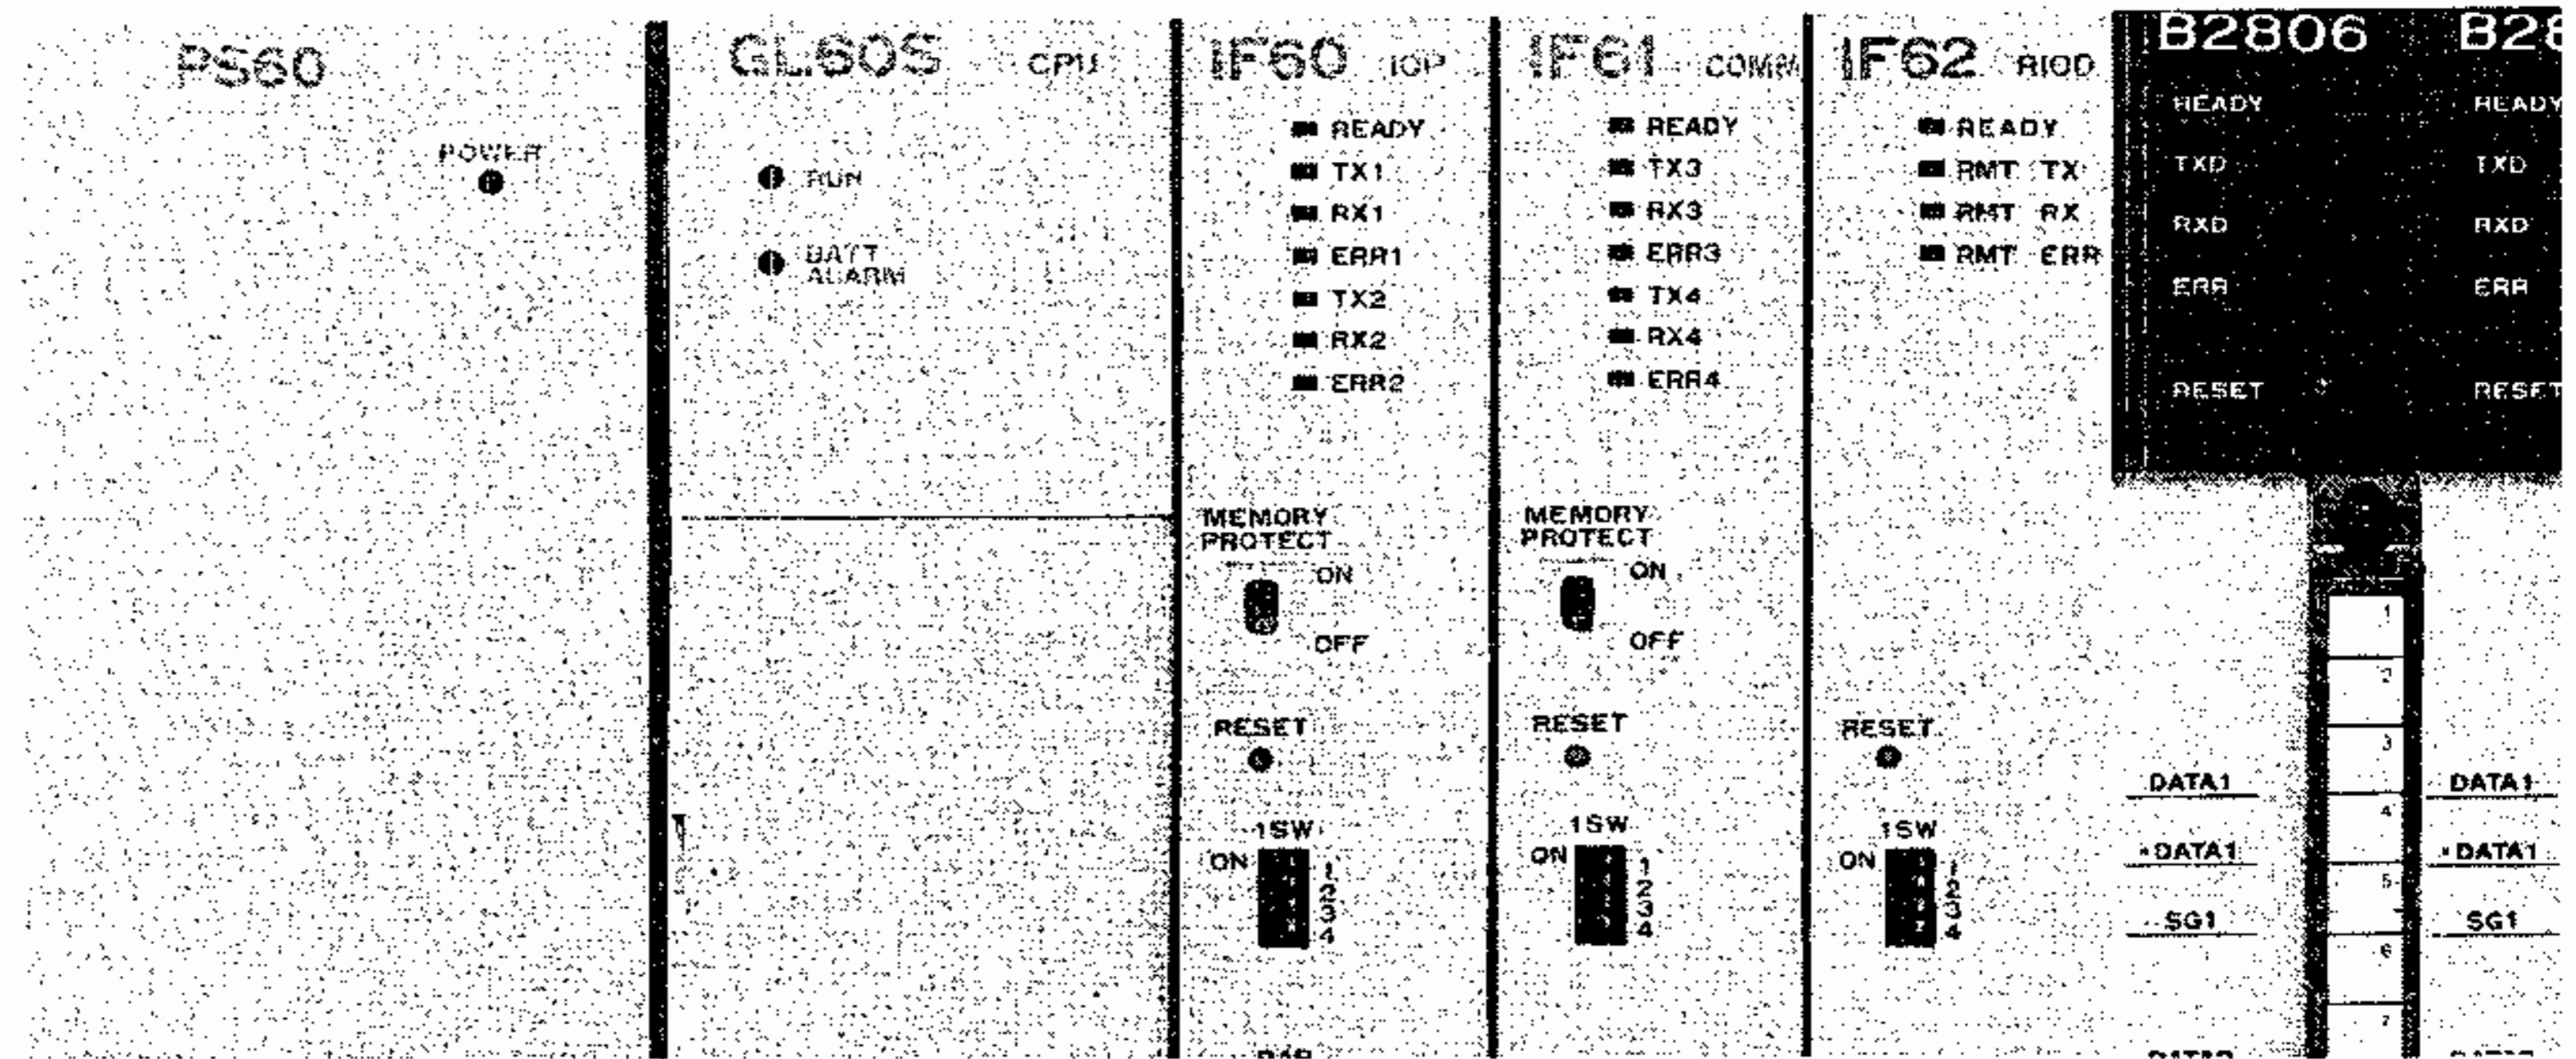 PS60
POWER
GL60S CPU
RUN
BATT
ALARM
IF60 IOP
READY
TX1
RX1
ERR1
TX2
RX2
ERR2
MEMORY
PROTECT
ON
OFF
RESET
1SW
ON
1
2
3
4
IF61 COMM
READY
TX3
RX3
ERR3
TX4
RX4
ERR4
MEMORY
PROTECT
ON
OFF
RESET
1SW
ON
1
2
3
4
IF62 RIOD
READY
RMT TX
RMT RX
RMT ERR
RESET
1SW
ON
1
2
3
4
B2806
READY
TXD
RXD
ERR
RESET
DATA1
*DATA1
SG1
1
2
3
4
5
6
7
B28
READY
TXD
RXD
ERR
RESET
DATA1
*DATA1
SG1